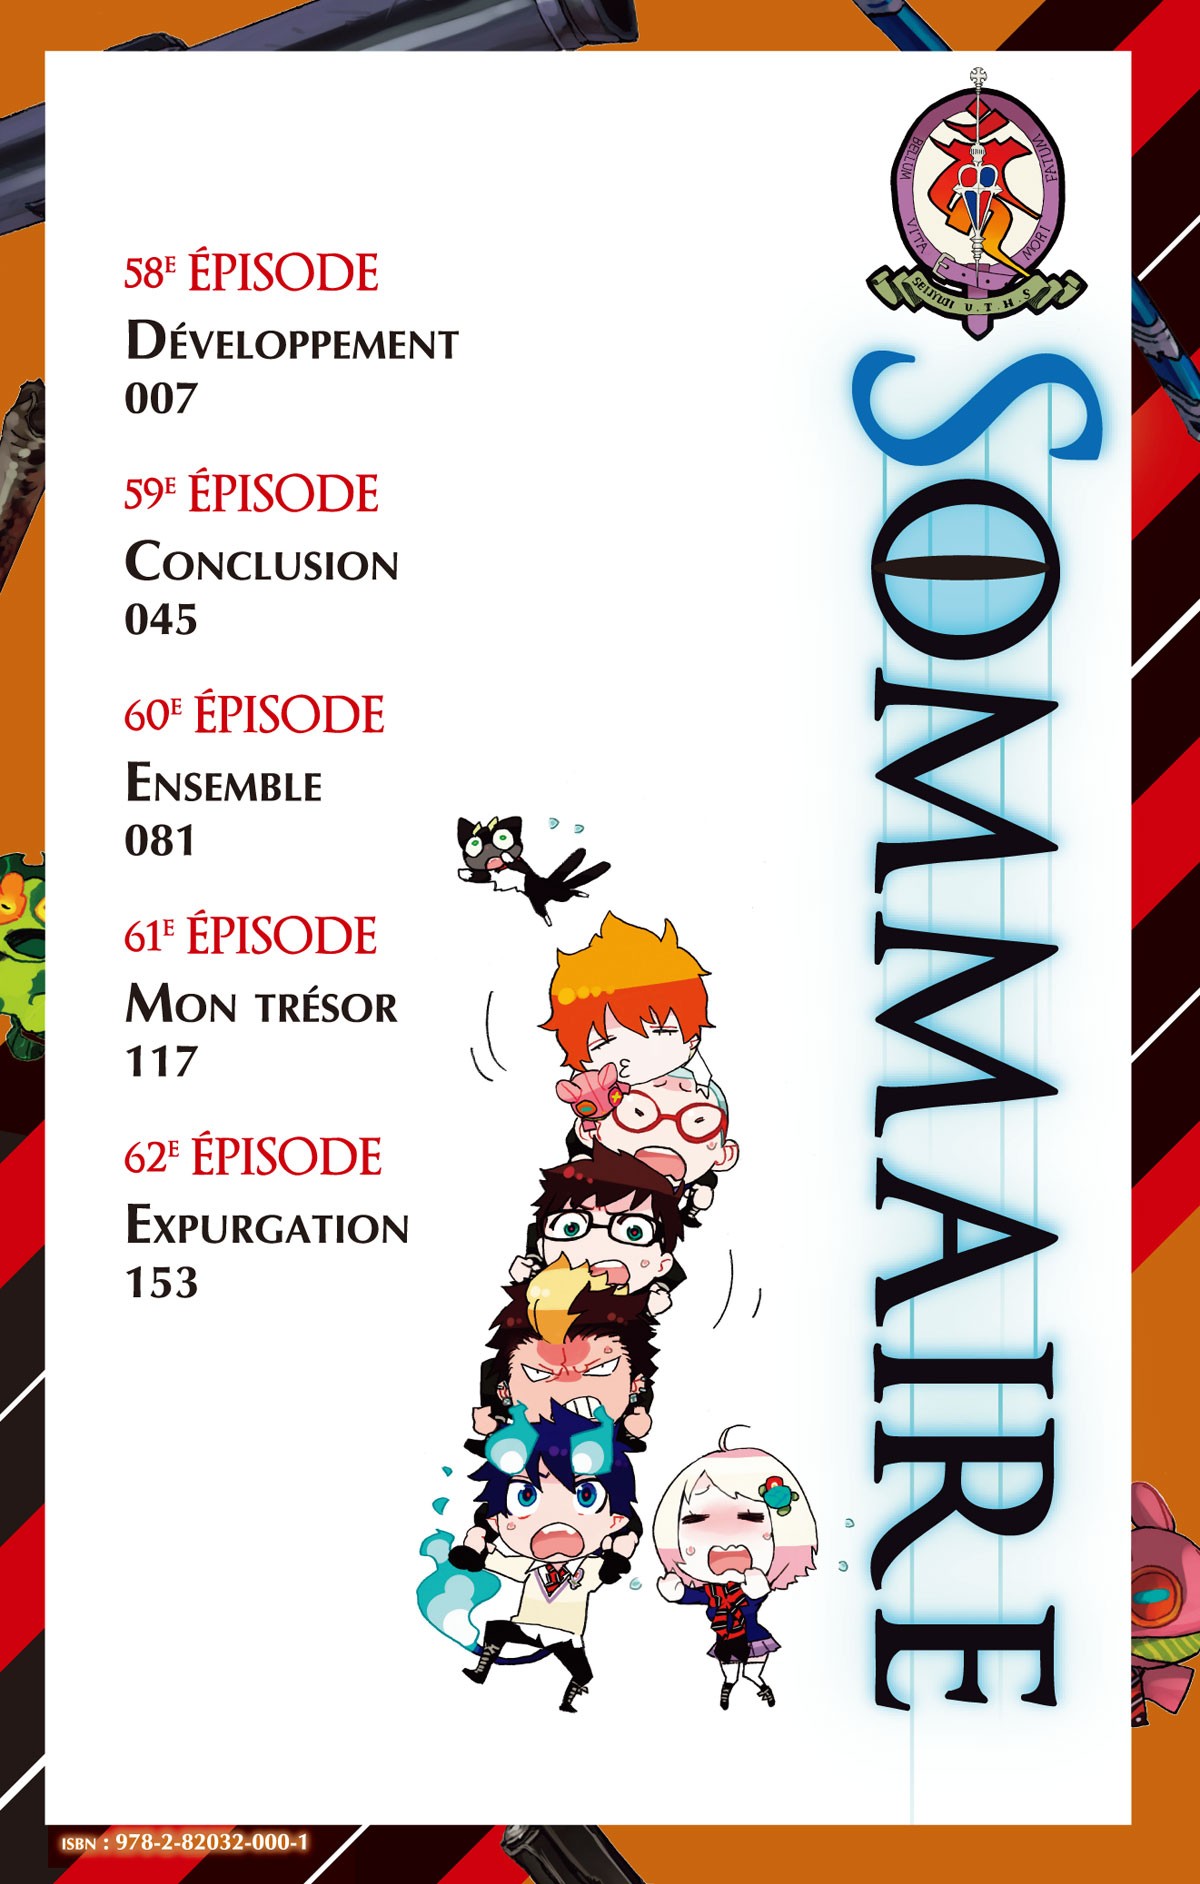 BELLUM
VITA
MORI
FATUM
SEIJYUJI U.T.H.S
SOMMAIRE
58E ÉPISODE
DÉVELOPPEMENT
007
59E ÉPISODE
CONCLUSION
045
60E ÉPISODE
ENSEMBLE
081
61E ÉPISODE
MON TRÉSOR
117
62E ÉPISODE
EXPURGATION
153
ISBN : 978-2-82032-000-1